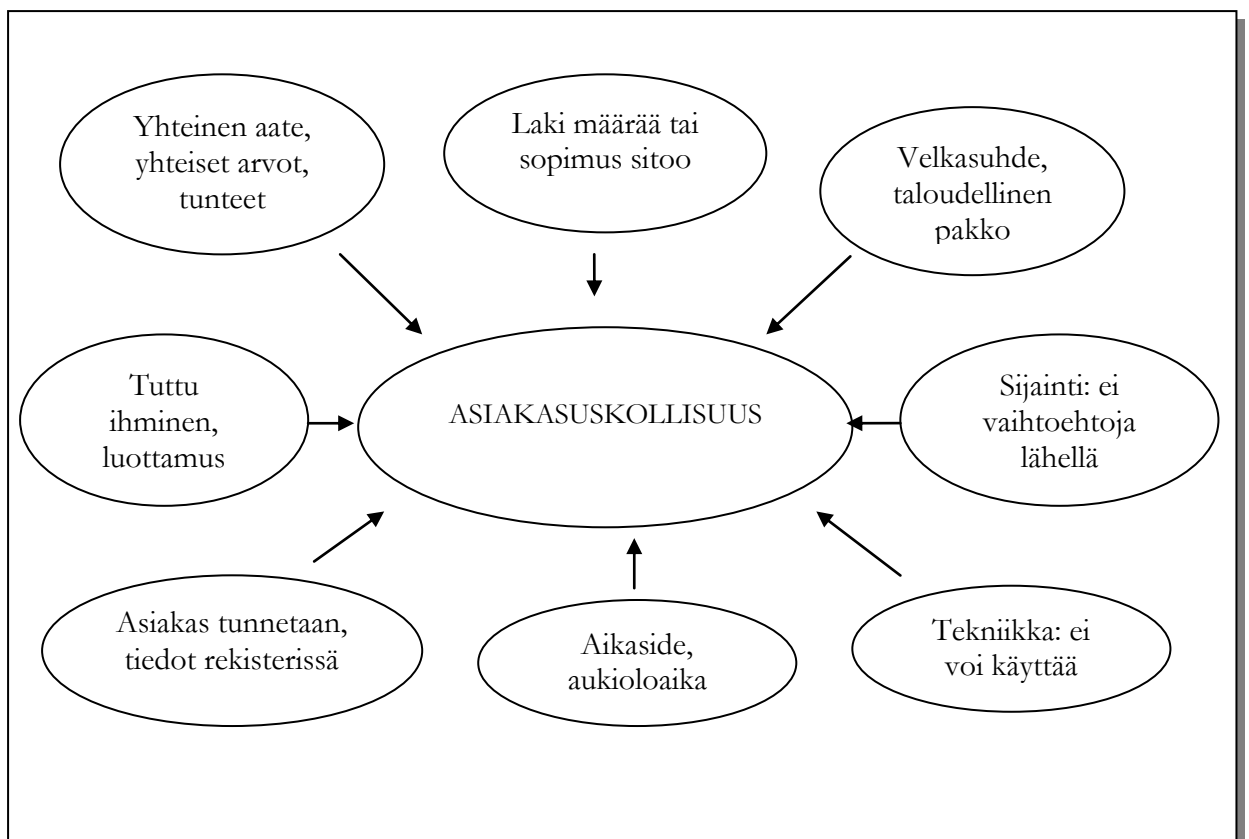 Yhteinen aate,
yhteiset arvot,
tunteet
Laki määrää tai
sopimus sitoo
Velkasuhde,
taloudellinen
pakko
Tuttu
ihminen,
luottamus
ASIAKASUSKOLLISUUS
Sijainti: ei
vaihtoehtoja
lähellä
Asiakas tunnetaan,
tiedot rekisterissä
Aikaside,
aukioloaika
Tekniikka: ei
voi käyttää